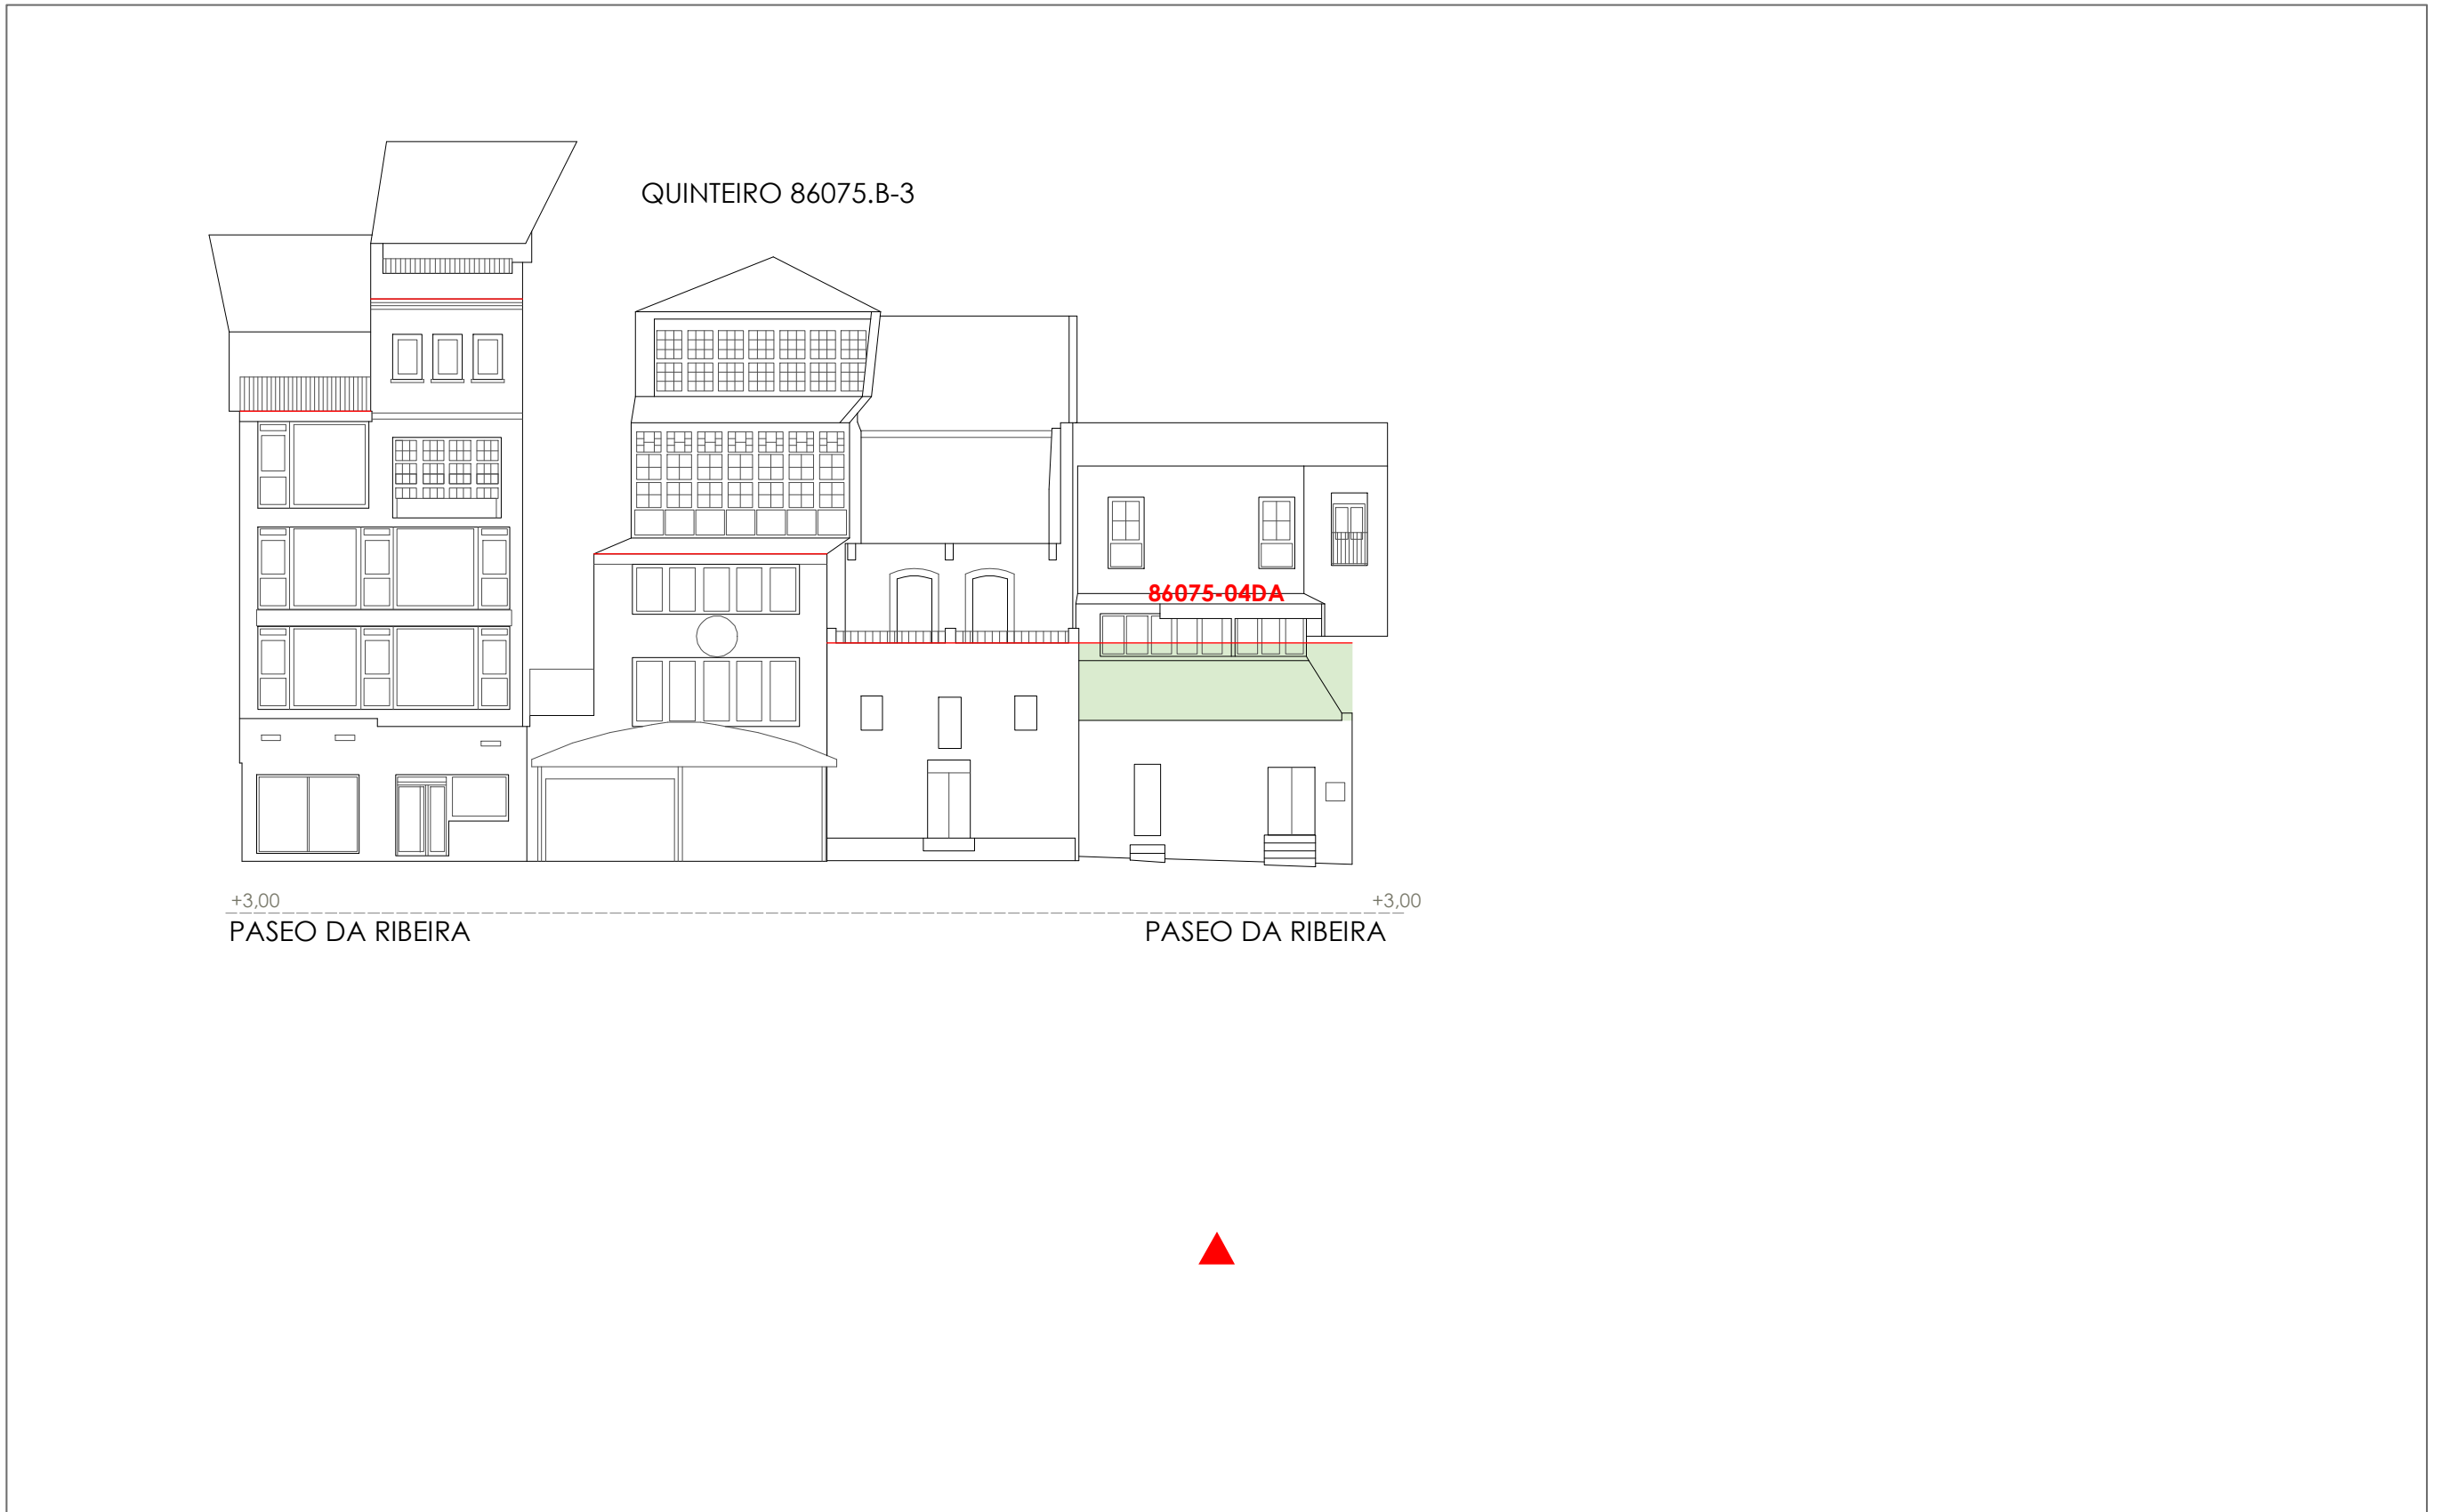 QUINTEIRO 86075.B-3
86075-04DA
+3,00
+3,00
PASEO DA RIBEIRA
PASEO DA RIBEIRA